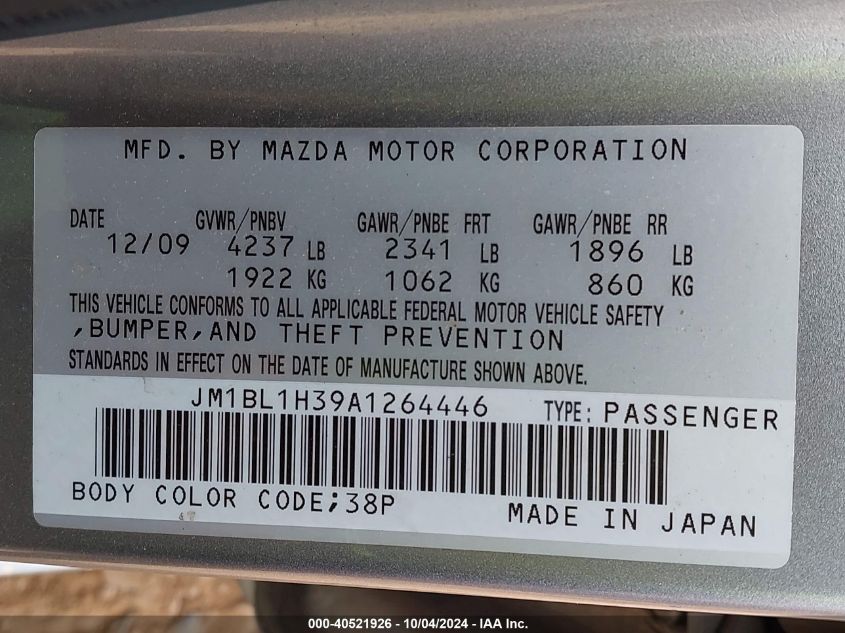 MFD. BY MAZDA MOTOR CORPORATION
DATE GVWR/PNBV GAWR/PNBE FRT GAWR/PNBE RR
12/09 4237 LB 2341 LB 1896 LB
1922 KG 1062 KG 860 KG
THIS VEHICLE CONFORMS TO ALL APPLICABLE FEDERAL MOTOR VEHICLE SAFETY
,BUMPER,AND THEFT PREVENTION
STANDARDS IN EFFECT ON THE DATE OF MANUFACTURE SHOWN ABOVE.
JM1BL1H39A1264446 TYPE: PASSENGER
BODY COLOR CODE;38P
MADE IN JAPAN
000-40521926 - 10/04/2024 - IAA Inc.